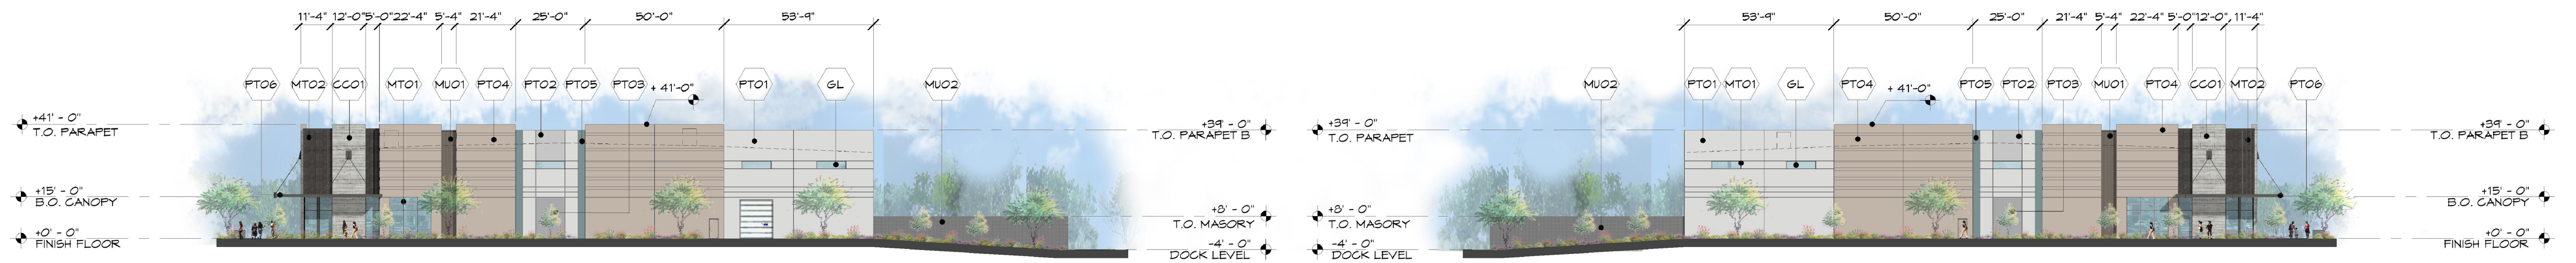 11'-4" 12'-0" 5'-0" 22'-4" 5'-4" 21'-4" 25'-0" 50'-0" 53'-9"
PT06 MT02 CC01 MT01 MU01 PT04 PT02 PT05 PT03 PT01 GL MU02
+ 41'-0"
+41' - 0"
T.O. PARAPET
+15' - 0"
B.O. CANOPY
+0' - 0"
FINISH FLOOR
+39' - 0"
T.O. PARAPET B
+8' - 0"
T.O. MASORY
-4' - 0"
DOCK LEVEL
53'-9" 50'-0" 25'-0" 21'-4" 5'-4" 22'-4" 5'-0" 12'-0" 11'-4"
MU02 PT01 MT01 GL PT04 PT05 PT02 PT03 MU01 PT04 CC01 MT02 PT06
+ 41'-0"
+39' - 0"
T.O. PARAPET
+8' - 0"
T.O. MASORY
-4' - 0"
DOCK LEVEL
+39' - 0"
T.O. PARAPET B
+15' - 0"
B.O. CANOPY
+0' - 0"
FINISH FLOOR